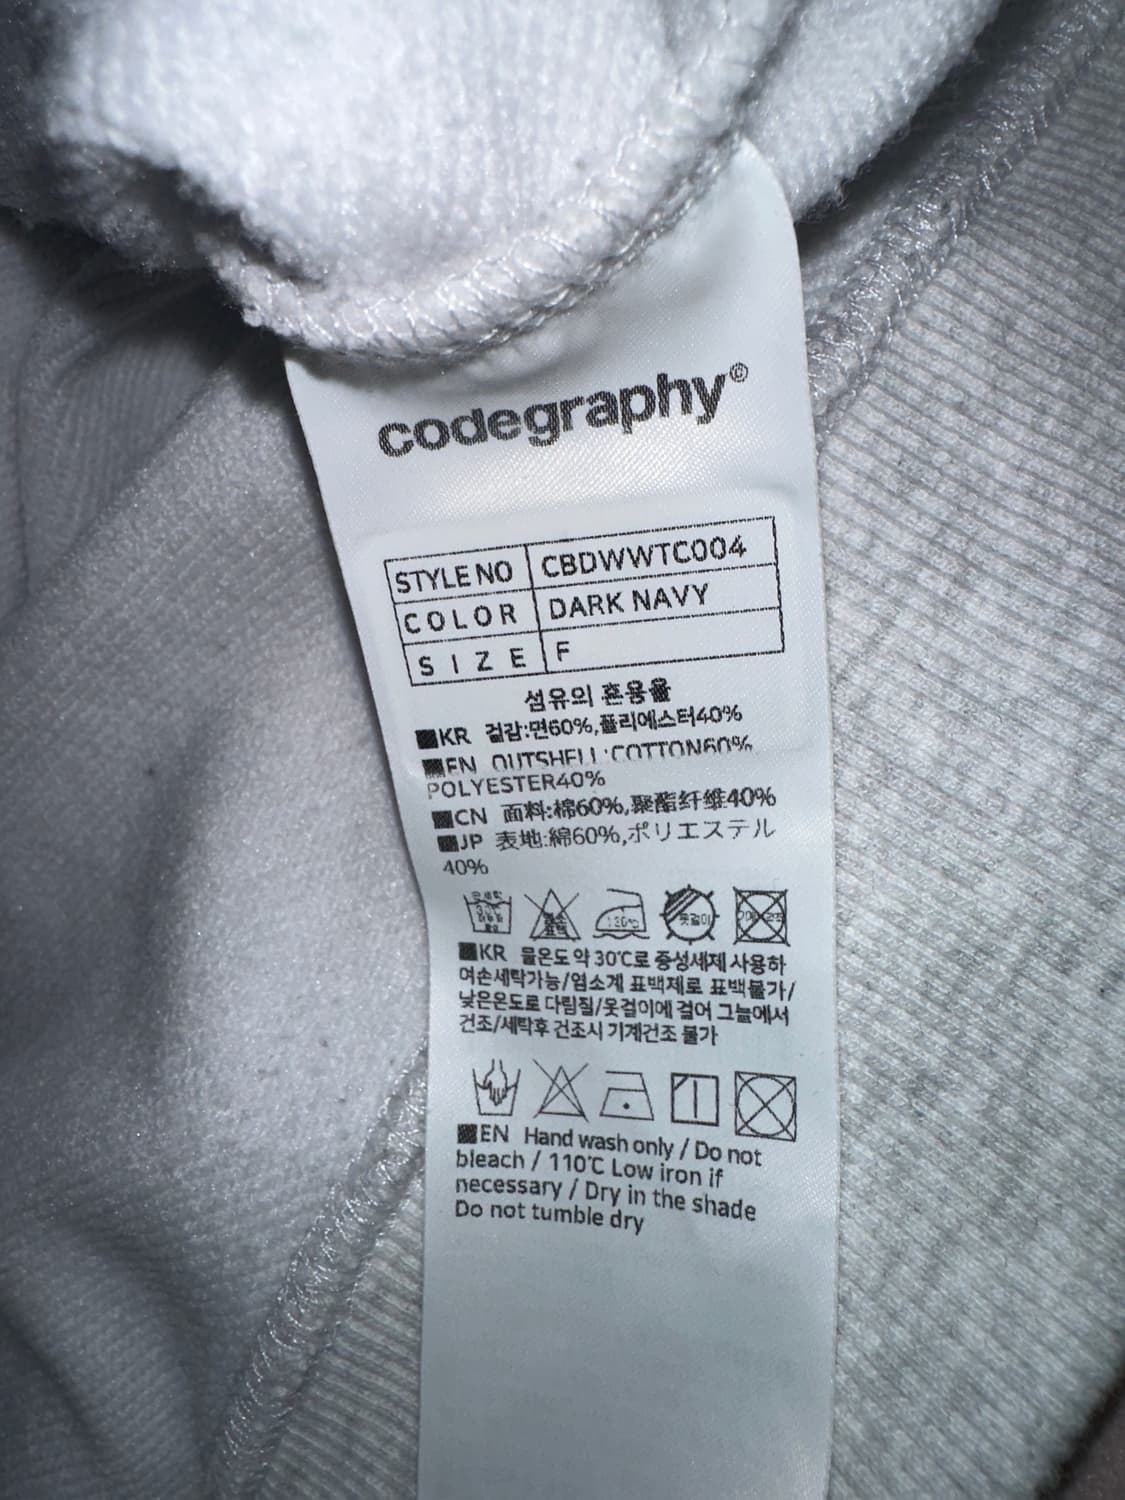 codegraphy©
STYLE NO CBDWWTC004
COLOR DARK NAVY
SIZE F
섬유의 혼용율
■KR 겉감:면60%,폴리에스터40%
■EN OUTSHELL:COTTON60%,
POLYESTER40%
■CN 面料:棉60%,聚酯纤维40%
■JP 表地:綿60%,ポリエステル
40%
옷걸이
■KR 물온도 약 30℃로 중성세제 사용하
여손세탁가능/염소계 표백제로 표백불가/
낮은온도로 다림질/옷걸이에 걸어 그늘에서
건조/세탁후 건조시 기계건조 불가
■EN Hand wash only / Do not
bleach / 110℃ Low iron if
necessary / Dry in the shade
Do not tumble dry